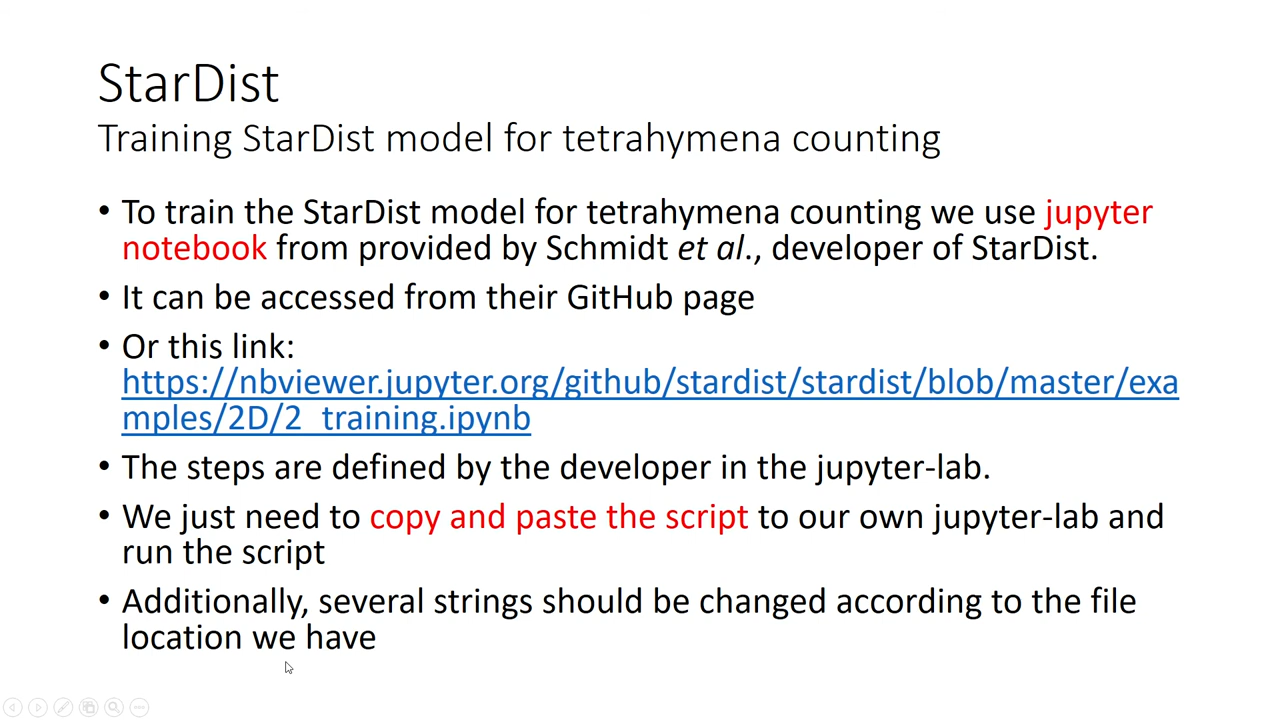 StarDist
Training StarDist model for tetrahymena counting
• To train the StarDist model for tetrahymena counting we use jupyter
notebook from provided by Schmidt et al., developer of StarDist.
• It can be accessed from their GitHub page
• Or this link:
https://nbviewer.jupyter.org/github/stardist/stardist/blob/master/exa
mples/2D/2_training.ipynb
• The steps are defined by the developer in the jupyter-lab.
• We just need to copy and paste the script to our own jupyter-lab and
run the script
• Additionally, several strings should be changed according to the file
location we have